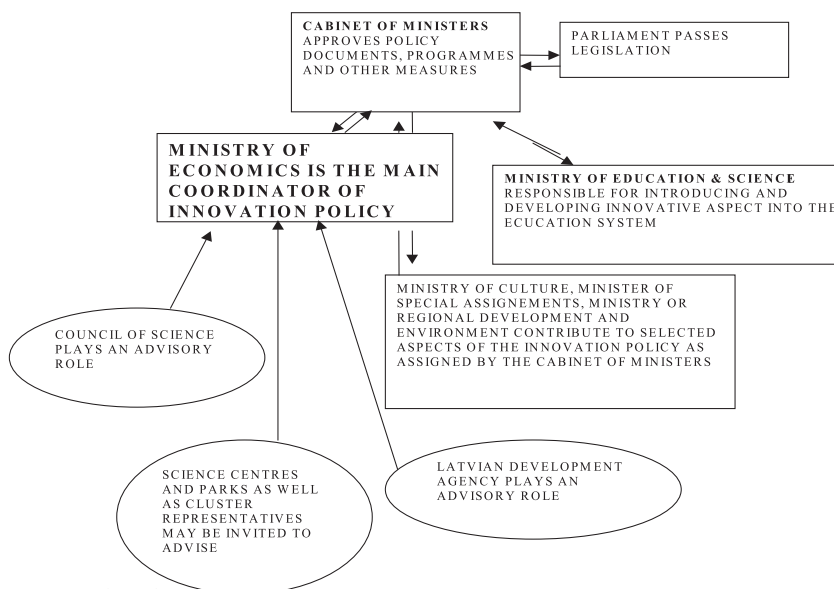 CABINET OF MINISTERS
APPROVES POLICY
DOCUMENTS, PROGRAMMES
AND OTHER MEASURES
PARLIAMENT PASSES
LEGISLATION
MINISTRY OF
ECONOMICS IS THE MAIN
COORDINATOR OF
INNOVATION POLICY
MINISTRY OF EDUCATION & SCIENCE
RESPONSIBLE FOR INTRODUCING AND
DEVELOPING INNOVATIVE ASPECT INTO THE
ECUCATION SYSTEM
MINISTRY OF CULTURE, MINISTER OF
SPECIAL ASSIGNEMENTS, MINISTRY OR
REGIONAL DEVELOPMENT AND
ENVIRONMENT CONTRIBUTE TO SELECTED
ASPECTS OF THE INNOVATION POLICY AS
ASSIGNED BY THE CABINET OF MINISTERS
COUNCIL OF SCIENCE
PLAYS AN ADVISORY
ROLE
SCIENCE CENTRES
AND PARKS AS WELL
AS CLUSTER
REPRESENTATIVES
MAY BE INVITED TO
ADVISE
LATVIAN DEVELOPMENT
AGENCY PLAYS AN
ADVISORY ROLE